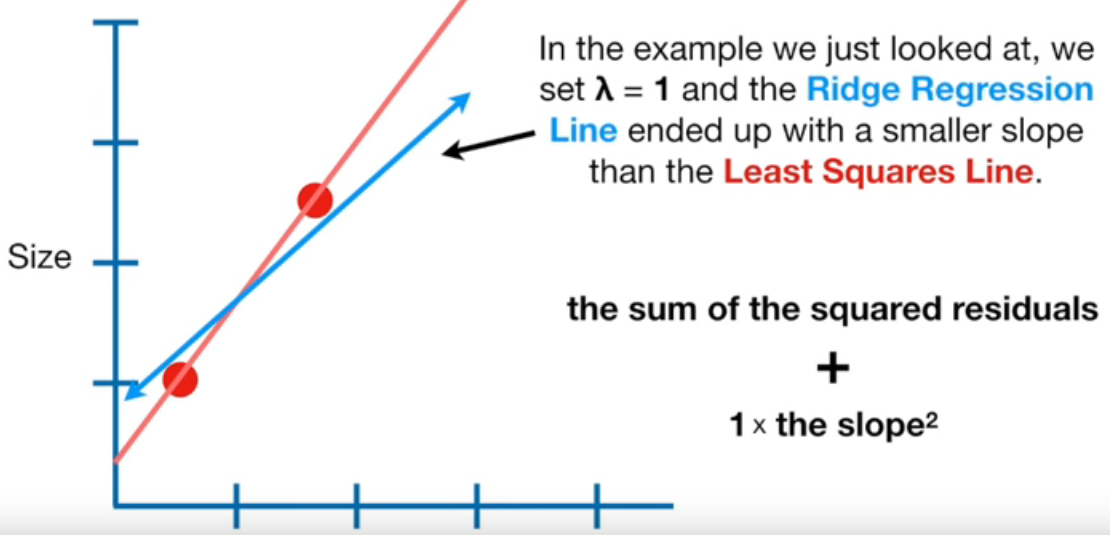 In the example we just looked at, we
set λ = 1 and the Ridge Regression
Line ended up with a smaller slope
than the Least Squares Line.
Size
the sum of the squared residuals
+
1 x the slope²